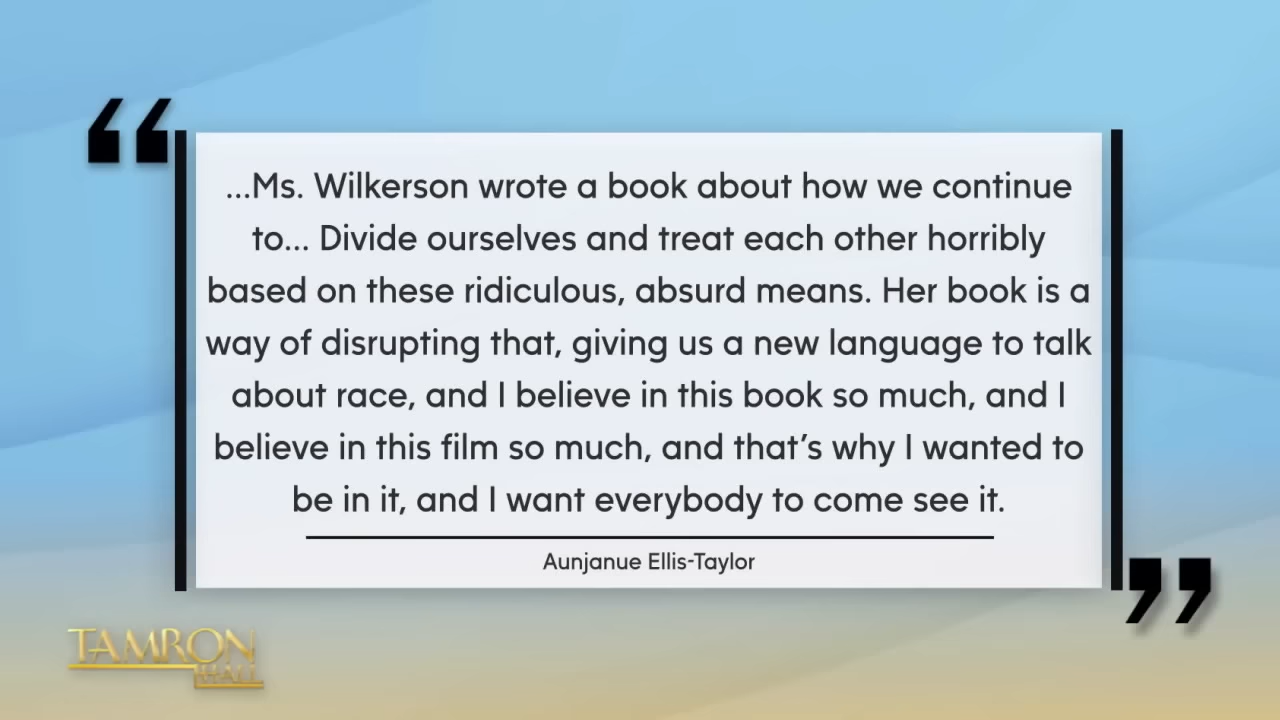 “
...Ms. Wilkerson wrote a book about how we continue
to... Divide ourselves and treat each other horribly
based on these ridiculous, absurd means. Her book is a
way of disrupting that, giving us a new language to talk
about race, and I believe in this book so much, and I
believe in this film so much, and that’s why I wanted to
be in it, and I want everybody to come see it.
Aunjanue Ellis-Taylor
”
TAMRON
HALL